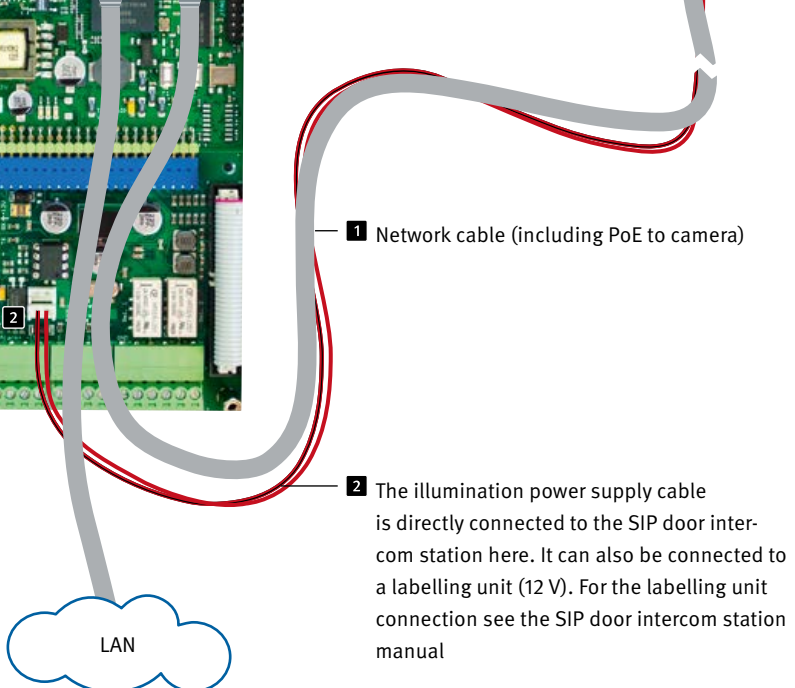 1 Network cable (including PoE to camera)
2
2 The illumination power supply cable
is directly connected to the SIP door inter-
com station here. It can also be connected to
a labelling unit (12 V). For the labelling unit
connection see the SIP door intercom station
manual
LAN